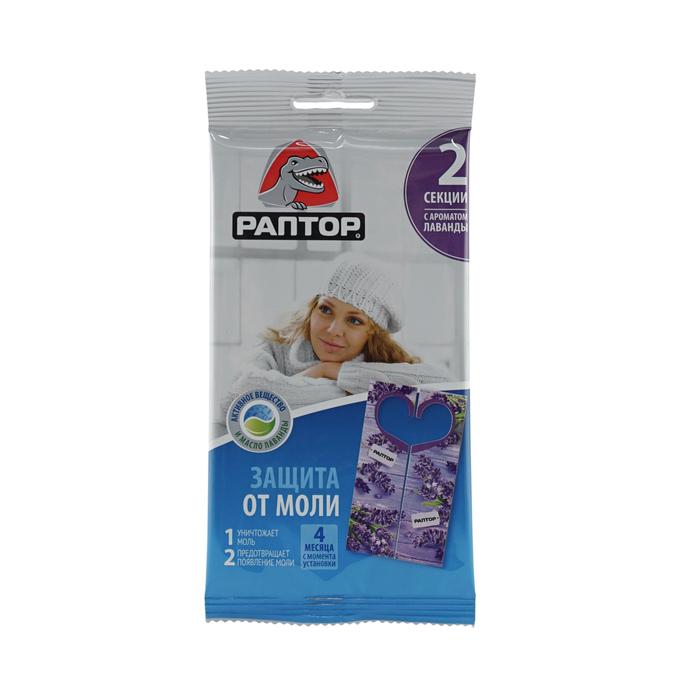 РАПТОР®
2
СЕКЦИИ
С АРОМАТОМ
ЛАВАНДЫ
АКТИВНОЕ ВЕЩЕСТВО
И МАСЛО ЛАВАНДЫ
ЗАЩИТА
ОТ МОЛИ
1 УНИЧТОЖАЕТ
МОЛЬ
2 ПРЕДОТВРАЩАЕТ
ПОЯВЛЕНИЕ МОЛИ
4
МЕСЯЦА
С МОМЕНТА
УСТАНОВКИ
РАПТОР
РАПТОР